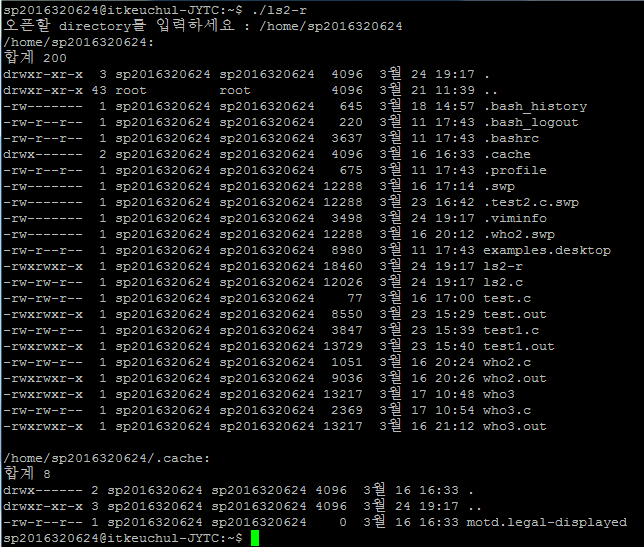 sp2016320624@itkeuchul-JYTC:~$ ./ls2-r
오픈할 directory를 입력하세요 : /home/sp2016320624
/home/sp2016320624:
합계 200
drwxr-xr-x  3 sp2016320624 sp2016320624  4096  3월 24 19:17 .
drwxr-xr-x 43 root         root          4096  3월 21 11:39 ..
-rw-------  1 sp2016320624 sp2016320624   645  3월 18 14:57 .bash_history
-rw-r--r--  1 sp2016320624 sp2016320624   220  3월 11 17:43 .bash_logout
-rw-r--r--  1 sp2016320624 sp2016320624  3637  3월 11 17:43 .bashrc
drwx------  2 sp2016320624 sp2016320624  4096  3월 16 16:33 .cache
-rw-r--r--  1 sp2016320624 sp2016320624   675  3월 11 17:43 .profile
-rw-------  1 sp2016320624 sp2016320624 12288  3월 16 17:14 .swp
-rw-------  1 sp2016320624 sp2016320624 12288  3월 23 16:42 .test2.c.swp
-rw-------  1 sp2016320624 sp2016320624  3498  3월 24 19:17 .viminfo
-rw-------  1 sp2016320624 sp2016320624 12288  3월 16 20:12 .who2.swp
-rw-r--r--  1 sp2016320624 sp2016320624  8980  3월 11 17:43 examples.desktop
-rwxrwxr-x  1 sp2016320624 sp2016320624 18460  3월 24 19:17 ls2-r
-rw-rw-r--  1 sp2016320624 sp2016320624 12026  3월 24 19:17 ls2.c
-rw-rw-r--  1 sp2016320624 sp2016320624    77  3월 16 17:00 test.c
-rwxrwxr-x  1 sp2016320624 sp2016320624  8550  3월 23 15:29 test.out
-rw-rw-r--  1 sp2016320624 sp2016320624  3847  3월 23 15:39 test1.c
-rwxrwxr-x  1 sp2016320624 sp2016320624 13729  3월 23 15:40 test1.out
-rw-rw-r--  1 sp2016320624 sp2016320624  1051  3월 16 20:24 who2.c
-rwxrwxr-x  1 sp2016320624 sp2016320624  9036  3월 16 20:26 who2.out
-rwxrwxr-x  1 sp2016320624 sp2016320624 13217  3월 17 10:48 who3
-rw-rw-r--  1 sp2016320624 sp2016320624  2369  3월 17 10:54 who3.c
-rwxrwxr-x  1 sp2016320624 sp2016320624 13217  3월 16 21:12 who3.out

/home/sp2016320624/.cache:
합계 8
drwx------ 2 sp2016320624 sp2016320624 4096  3월 16 16:33 .
drwxr-xr-x 3 sp2016320624 sp2016320624 4096  3월 24 19:17 ..
-rw-r--r-- 1 sp2016320624 sp2016320624    0  3월 16 16:33 motd.legal-displayed
sp2016320624@itkeuchul-JYTC:~$